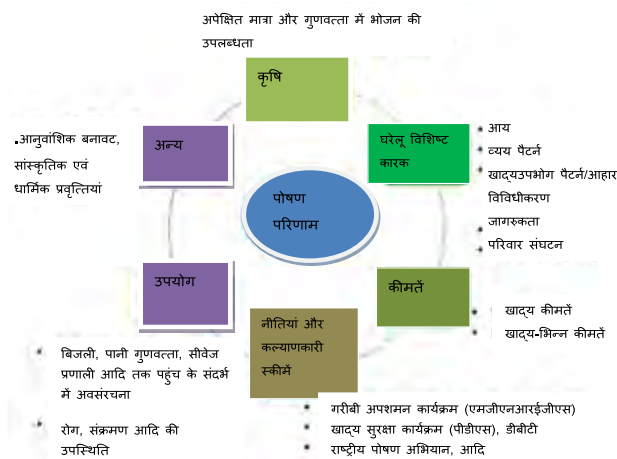 अपेक्षित मात्रा और गुणवत्ता में भोजन की
उपलब्धता
कृषि
घरेलू विशिष्ट
कारक
• आय
• व्यय पैटर्न
• खाद्यउपभोग पैटर्न/आहार
विविधीकरण
• जागरुकता
• परिवार संघटन
कीमतें
• खाद्य कीमतें
• खाद्य-भिन्न कीमतें
नीतियां और
कल्याणकारी
स्कीमें
• गरीबी अपशमन कार्यक्रम (एमजीएनआरईजीएस)
• खाद्य सुरक्षा कार्यक्रम (पीडीएस), डीबीटी
• राष्ट्रीय पोषण अभियान, आदि
उपयोग
• बिजली, पानी गुणवत्ता, सीवेज
प्रणाली आदि तक पहुंच के संदर्भ
में अवसंरचना
• रोग, संक्रमण आदि की
उपस्थिति
अन्य
▪आनुवांशिक बनावट,
सांस्कृतिक एवं
धार्मिक प्रवृत्तियां
पोषण
परिणाम